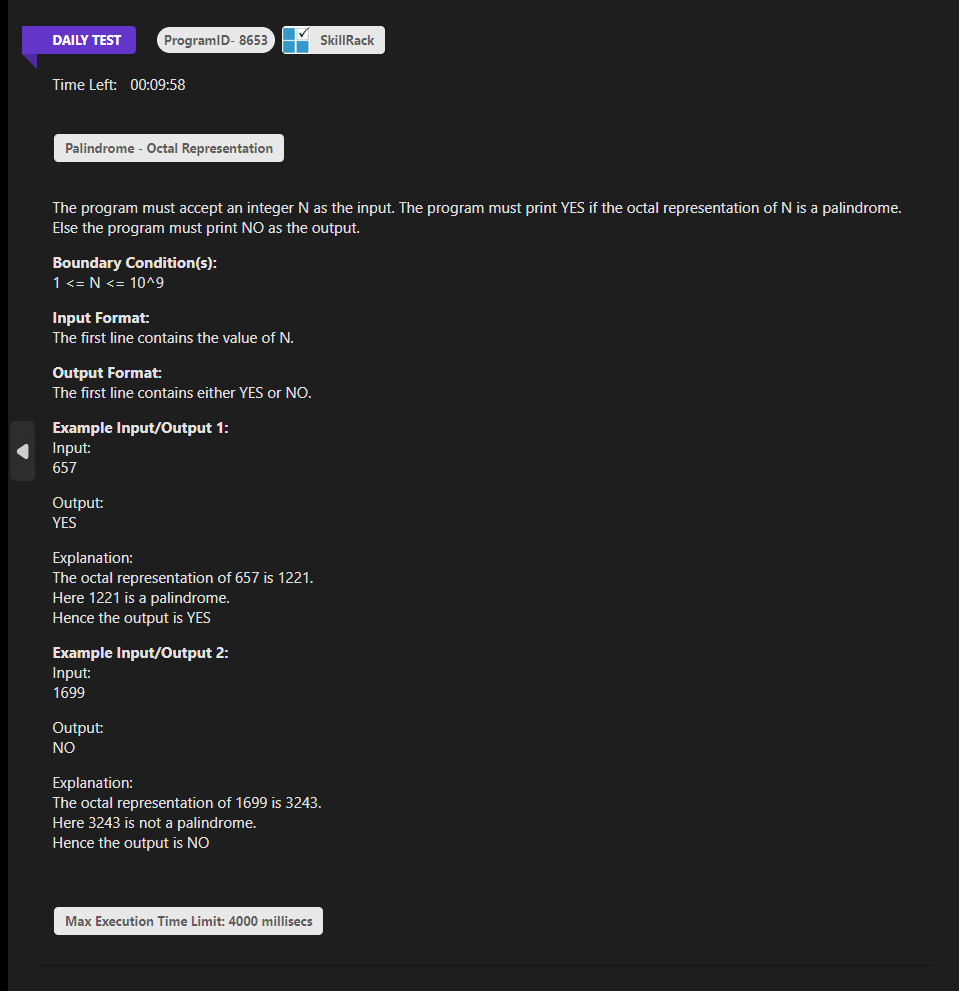 DAILY TEST
ProgramID- 8653
SkillRack
Time Left: 00:09:58
Palindrome - Octal Representation
The program must accept an integer N as the input. The program must print YES if the octal representation of N is a palindrome.
Else the program must print NO as the output.
Boundary Condition(s):
1 <= N <= 10^9
Input Format:
The first line contains the value of N.
Output Format:
The first line contains either YES or NO.
Example Input/Output 1:
Input:
657
Output:
YES
Explanation:
The octal representation of 657 is 1221.
Here 1221 is a palindrome.
Hence the output is YES
Example Input/Output 2:
Input:
1699
Output:
NO
Explanation:
The octal representation of 1699 is 3243.
Here 3243 is not a palindrome.
Hence the output is NO
Max Execution Time Limit: 4000 millisecs